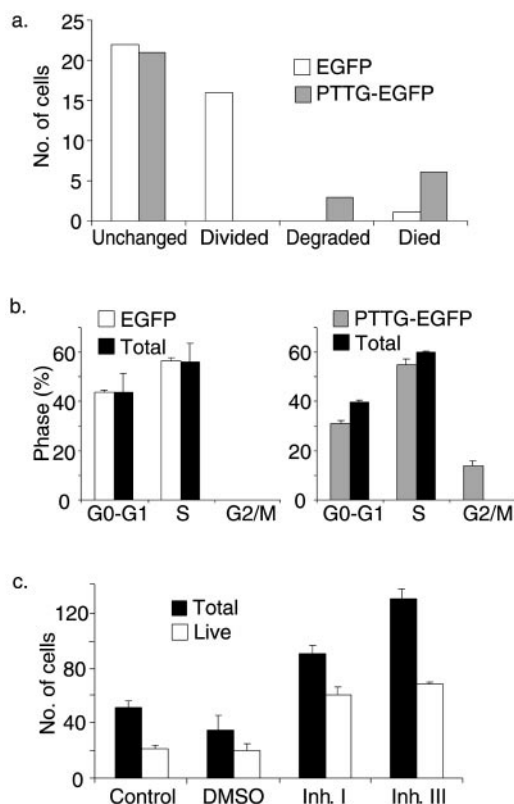 a.
25
20
15
10
5
0
No. of cells
EGFP
PTTG-EGFP
Unchanged Divided Degraded Died
b.
EGFP
Total
60
40
20
0
Phase (%)
G0-G1 S G2/M
PTTG-EGFP
Total
60
40
20
0
G0-G1 S G2/M
c.
Total
Live
120
80
40
0
No. of cells
Control DMSO Inh. I Inh. III